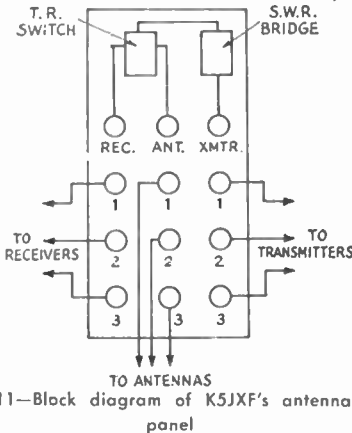 T.R. SWITCH
S.W.R. BRIDGE
REC. ANT. XMTR.
1 1 1
TO RECEIVERS
2 2 2
TO TRANSMITTERS
3 3 3
TO ANTENNAS
11—Block diagram of K5JXF's antenna
panel